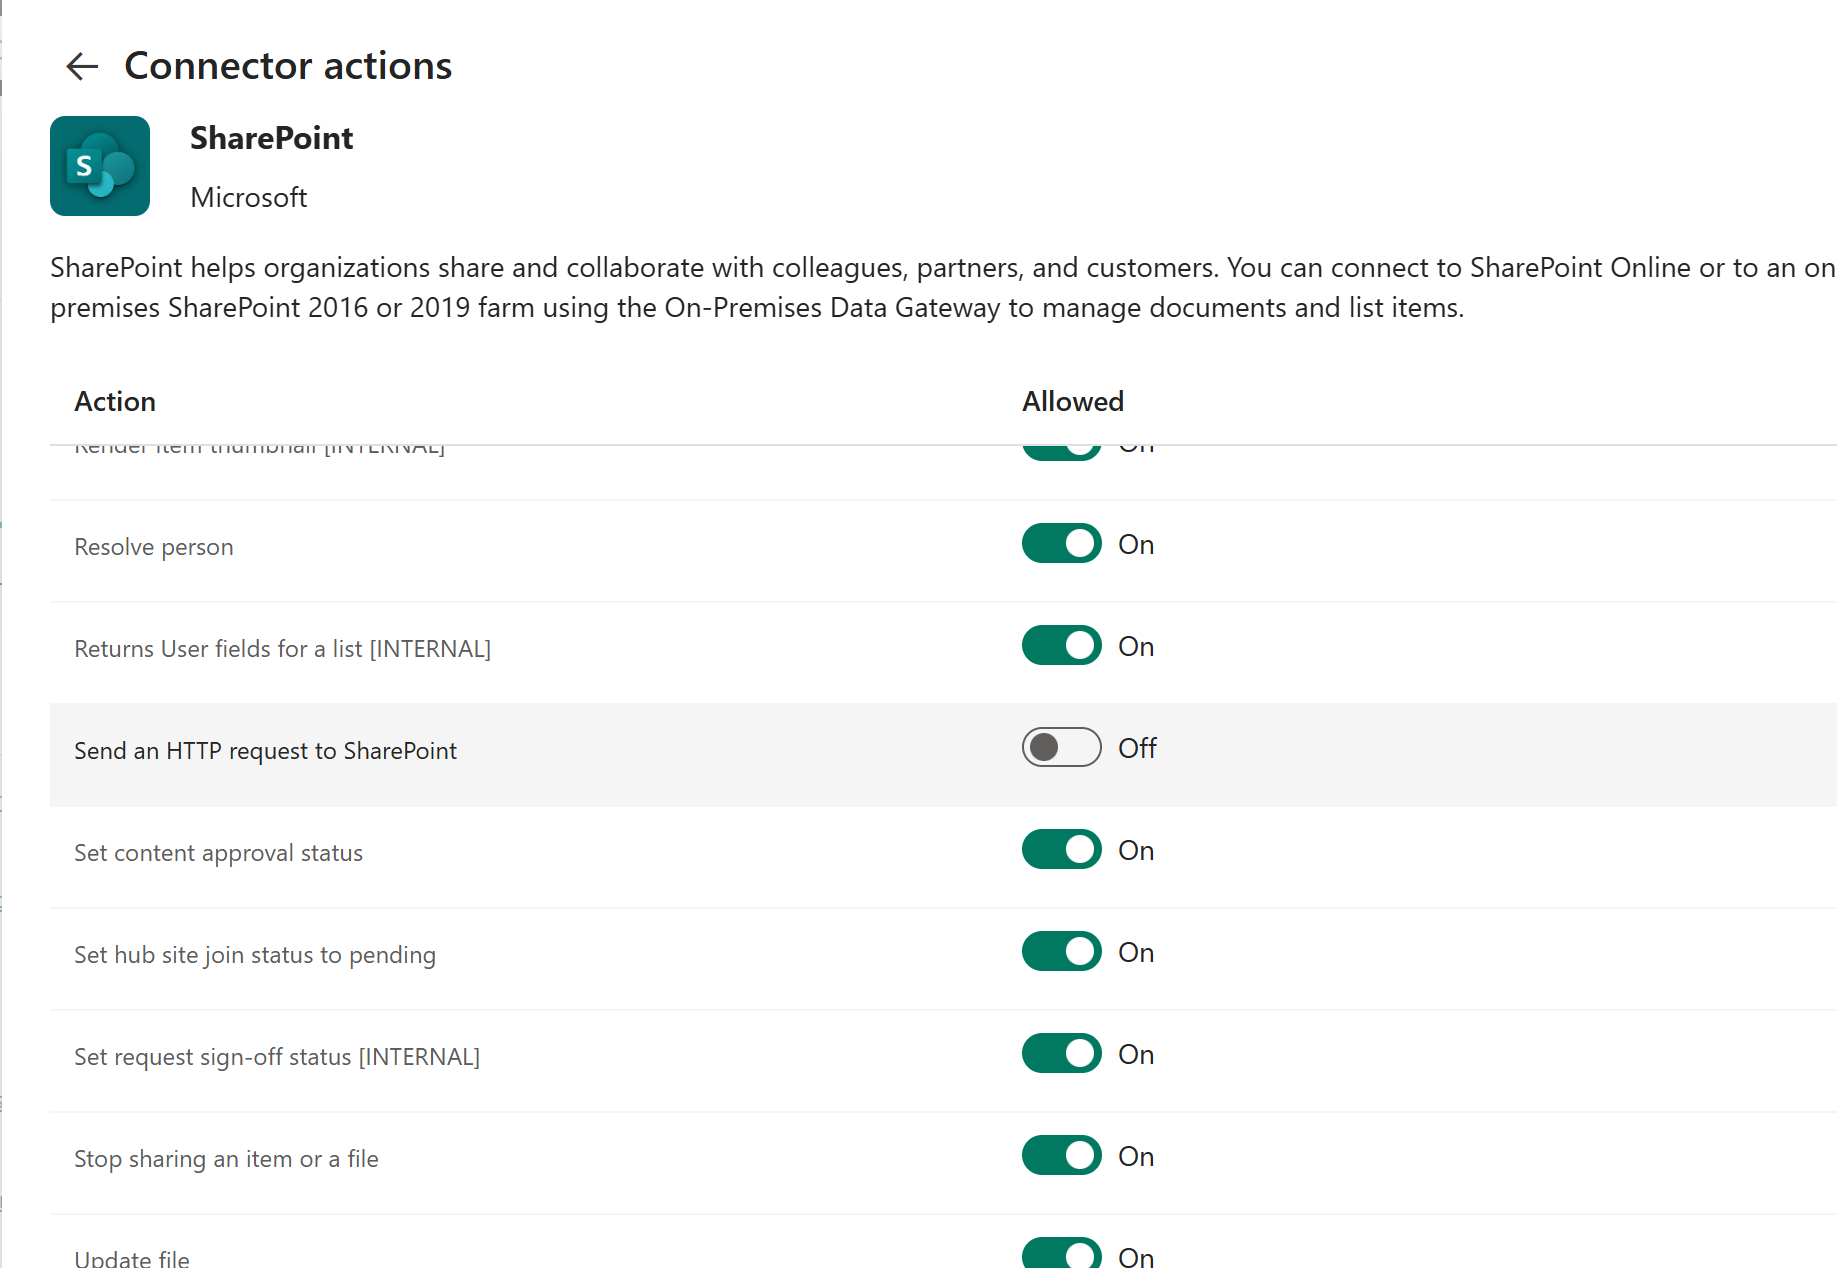 Connector actions
S
SharePoint
Microsoft
SharePoint helps organizations share and collaborate with colleagues, partners, and customers. You can connect to SharePoint Online or to an on
premises SharePoint 2016 or 2019 farm using the On-Premises Data Gateway to manage documents and list items.
Action Allowed
Render item thumbnail [INTERNAL] On
Resolve person On
Returns User fields for a list [INTERNAL] On
Send an HTTP request to SharePoint Off
Set content approval status On
Set hub site join status to pending On
Set request sign-off status [INTERNAL] On
Stop sharing an item or a file On
Update file On